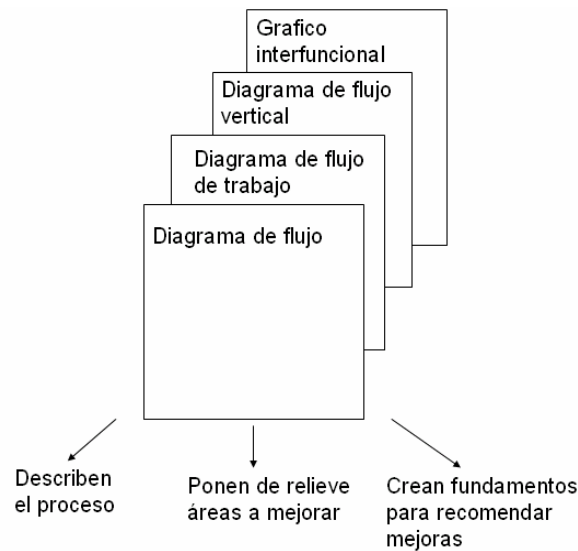 Grafico
interfuncional
Diagrama de flujo
vertical
Diagrama de flujo
de trabajo
Diagrama de flujo
Describen
el proceso
Ponen de relieve
áreas a mejorar
Crean fundamentos
para recomendar
mejoras